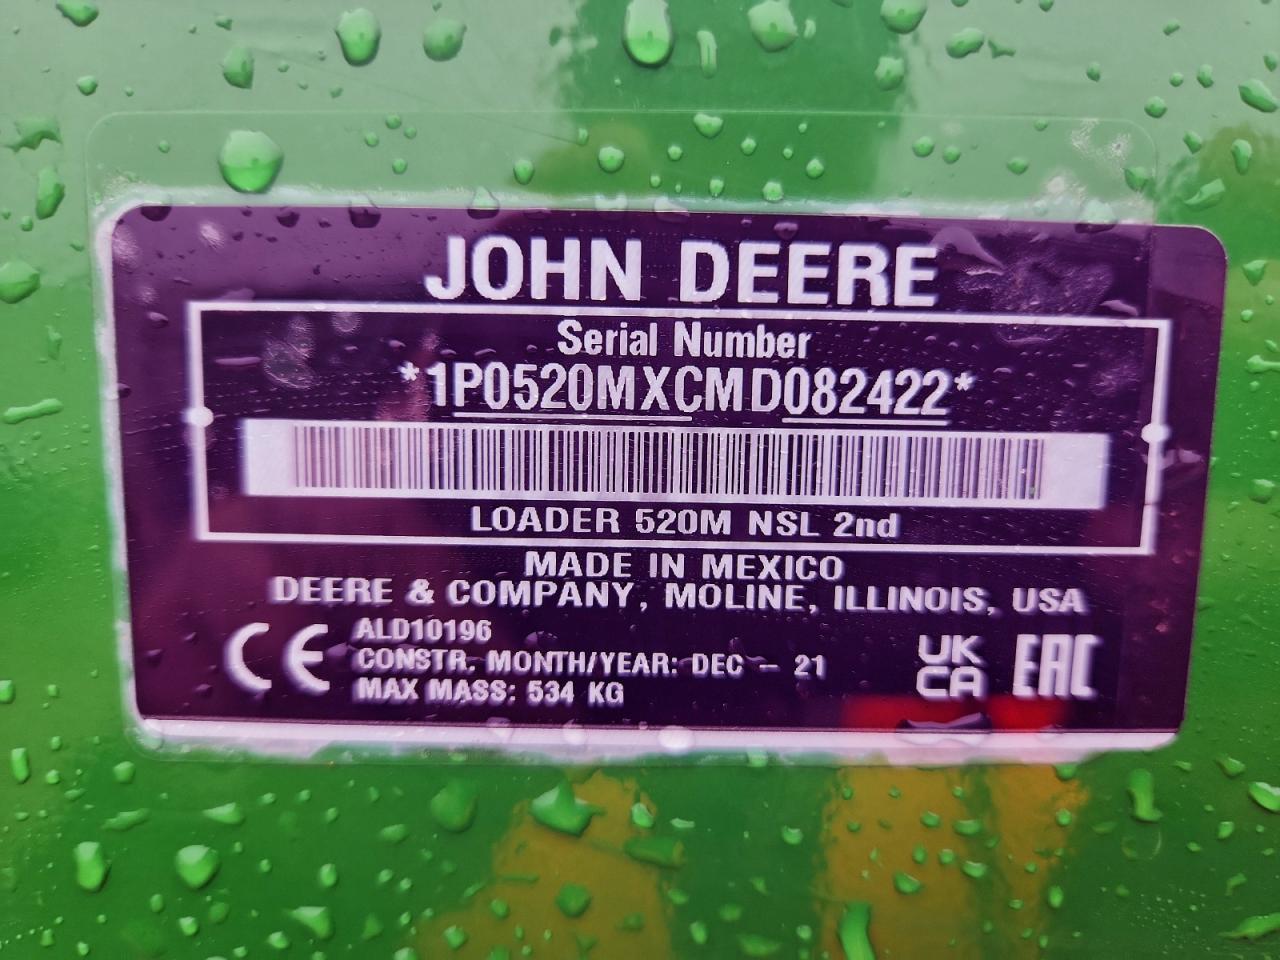 JOHN DEERE
Serial Number
*1P0520MXCMD082422*
LOADER 520M NSL 2nd
MADE IN MEXICO
DEERE & COMPANY, MOLINE, ILLINOIS, USA
CE
ALD10196
CONSTR. MONTH/YEAR: DEC - 21
MAX MASS: 534 KG
UK
CA
EAC